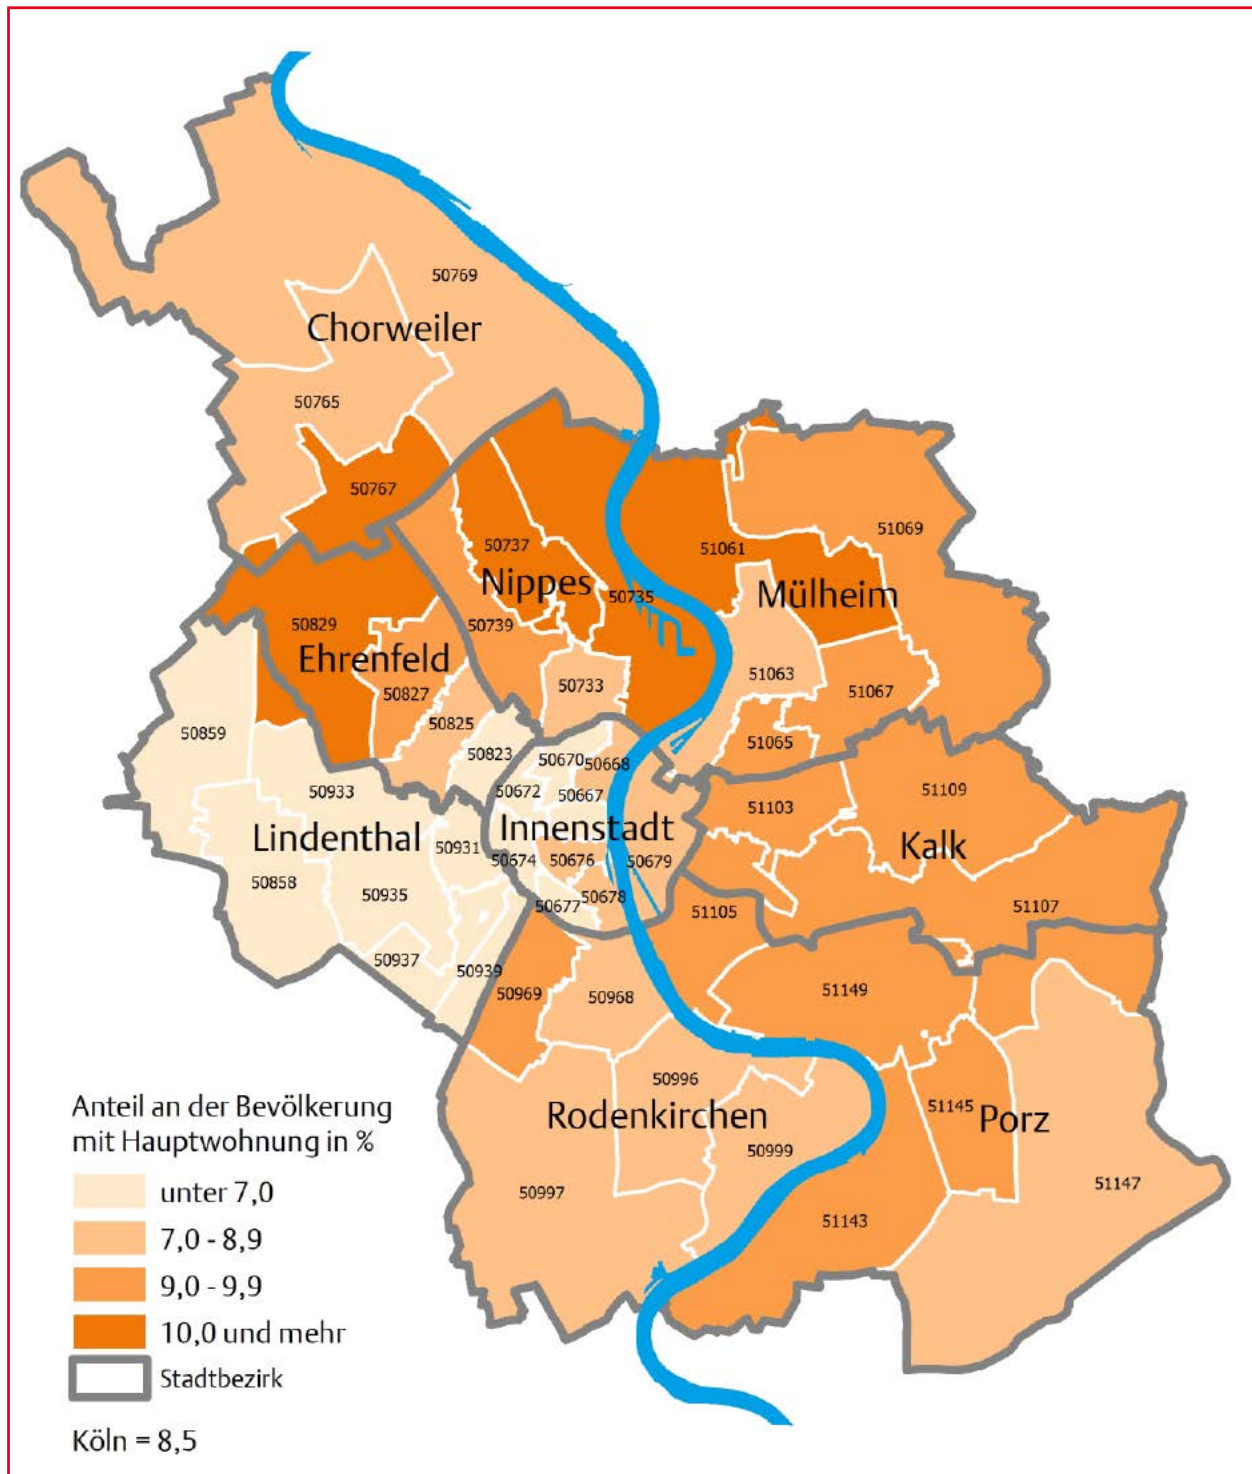 50769
Chorweiler
50765
50767
51069
50737
51061
Nippes
50735
Mülheim
50829
50739
Ehrenfeld
50733
51063
50827
51067
50825
50859
50823
51065
50670
50668
50933
50672
50667
51109
51103
Lindenthal
Innenstadt
Kalk
50931
50674
50676
50679
50858
50935
50678
50677
51105
51107
50937
50939
50969
50968
51149
50996
Rodenkirchen
51145
Porz
50999
50997
51147
51143
Anteil an der Bevölkerung
mit Hauptwohnung in %
unter 7,0
7,0 - 8,9
9,0 - 9,9
10,0 und mehr
Stadtbezirk
Köln = 8,5